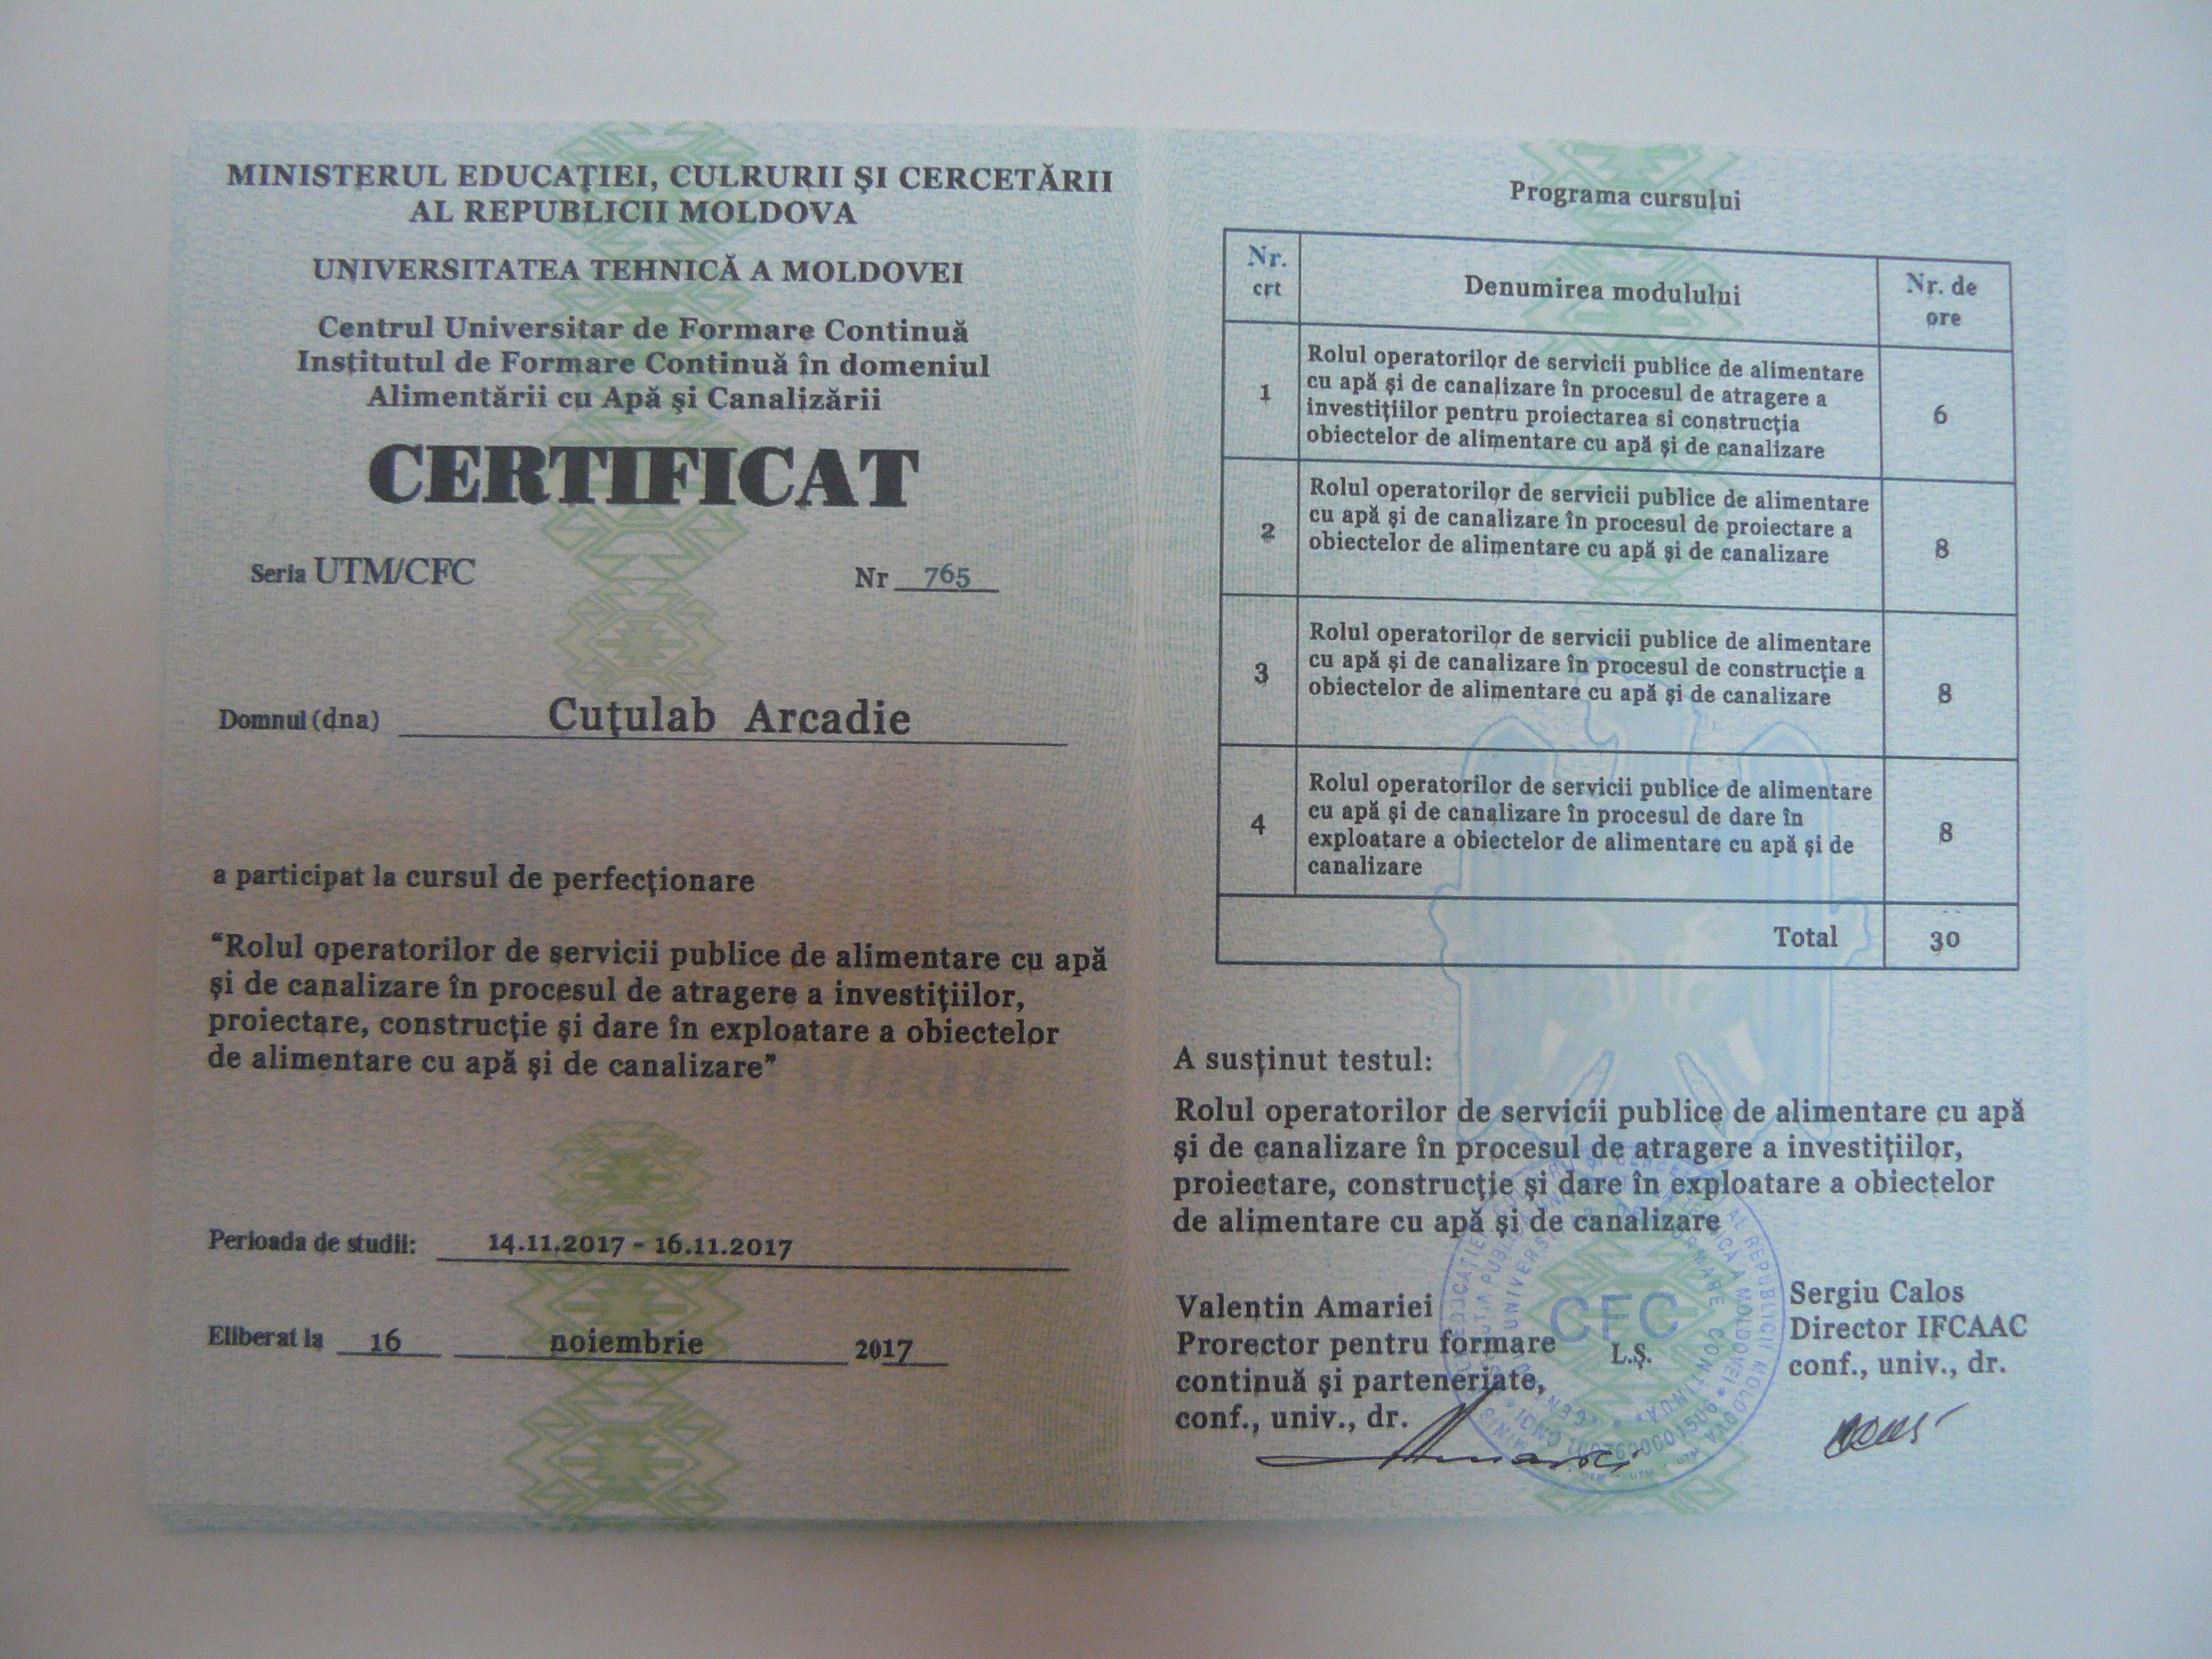 MINISTERUL EDUCAŢIEI, CULRURII ŞI CERCETĂRII
AL REPUBLICII MOLDOVA
UNIVERSITATEA TEHNICĂ A MOLDOVEI
Centrul Universitar de Formare Continuă
Institutul de Formare Continuă în domeniul
Alimentării cu Apă şi Canalizării
CERTIFICAT
Seria UTM/CFC Nr 765
Domnul (dna) Cuţulab Arcadie
a participat la cursul de perfecţionare
“Rolul operatorilor de servicii publice de alimentare cu apă
şi de canalizare în procesul de atragere a investiţiilor,
proiectare, construcţie şi dare în exploatare a obiectelor
de alimentare cu apă şi de canalizare”
Perioada de studii: 14.11.2017 - 16.11.2017
Eliberat la 16 noiembrie 2017
Programa cursului
Nr. crt Denumirea modulului Nr. de ore
1 Rolul operatorilor de servicii publice de alimentare
cu apă şi de canalizare în procesul de atragere a
investiţiilor pentru proiectarea si construcţia
obiectelor de alimentare cu apă şi de canalizare 6
2 Rolul operatorilor de servicii publice de alimentare
cu apă şi de canalizare în procesul de proiectare a
obiectelor de alimentare cu apă şi de canalizare 8
3 Rolul operatorilor de servicii publice de alimentare
cu apă şi de canalizare în procesul de construcţie a
obiectelor de alimentare cu apă şi de canalizare 8
4 Rolul operatorilor de servicii publice de alimentare
cu apă şi de canalizare în procesul de dare în
exploatare a obiectelor de alimentare cu apă şi de
canalizare 8
Total 30
A susţinut testul:
Rolul operatorilor de servicii publice de alimentare cu apă
şi de canalizare în procesul de atragere a investiţiilor,
proiectare, construcţie şi dare în exploatare a obiectelor
de alimentare cu apă şi de canalizare
Valentin Amariei
Prorector pentru formare
continuă şi parteneriate,
conf., univ., dr.
CFC
L.Ş.
Sergiu Calos
Director IFCAAC
conf., univ., dr.